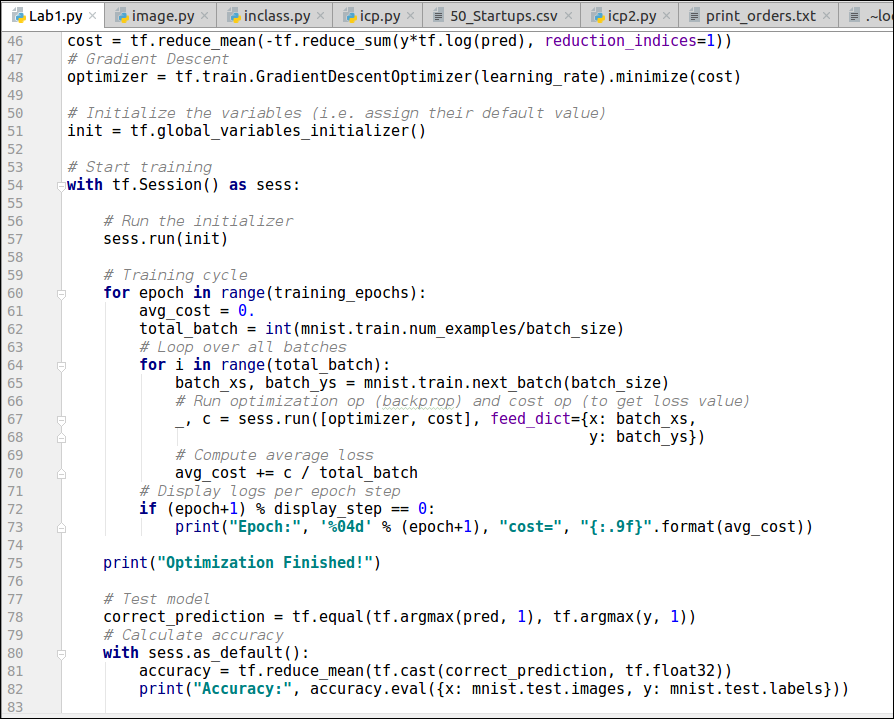 Lab1.py × image.py × inclass.py × icp.py × 50_Startups.csv × icp2.py × print_orders.txt × .~lo
46 cost = tf.reduce_mean(-tf.reduce_sum(y*tf.log(pred), reduction_indices=1))
47 # Gradient Descent
48 optimizer = tf.train.GradientDescentOptimizer(learning_rate).minimize(cost)
49
50 # Initialize the variables (i.e. assign their default value)
51 init = tf.global_variables_initializer()
52
53 # Start training
54 with tf.Session() as sess:
55
56     # Run the initializer
57     sess.run(init)
58
59     # Training cycle
60     for epoch in range(training_epochs):
61         avg_cost = 0.
62         total_batch = int(mnist.train.num_examples/batch_size)
63         # Loop over all batches
64         for i in range(total_batch):
65             batch_xs, batch_ys = mnist.train.next_batch(batch_size)
66             # Run optimization op (backprop) and cost op (to get loss value)
67             _, c = sess.run([optimizer, cost], feed_dict={x: batch_xs,
68                                                           y: batch_ys})
69             # Compute average loss
70             avg_cost += c / total_batch
71         # Display logs per epoch step
72         if (epoch+1) % display_step == 0:
73             print("Epoch:", '%04d' % (epoch+1), "cost=", "{:.9f}".format(avg_cost))
74
75     print("Optimization Finished!")
76
77     # Test model
78     correct_prediction = tf.equal(tf.argmax(pred, 1), tf.argmax(y, 1))
79     # Calculate accuracy
80     with sess.as_default():
81         accuracy = tf.reduce_mean(tf.cast(correct_prediction, tf.float32))
82         print("Accuracy:", accuracy.eval({x: mnist.test.images, y: mnist.test.labels}))
83